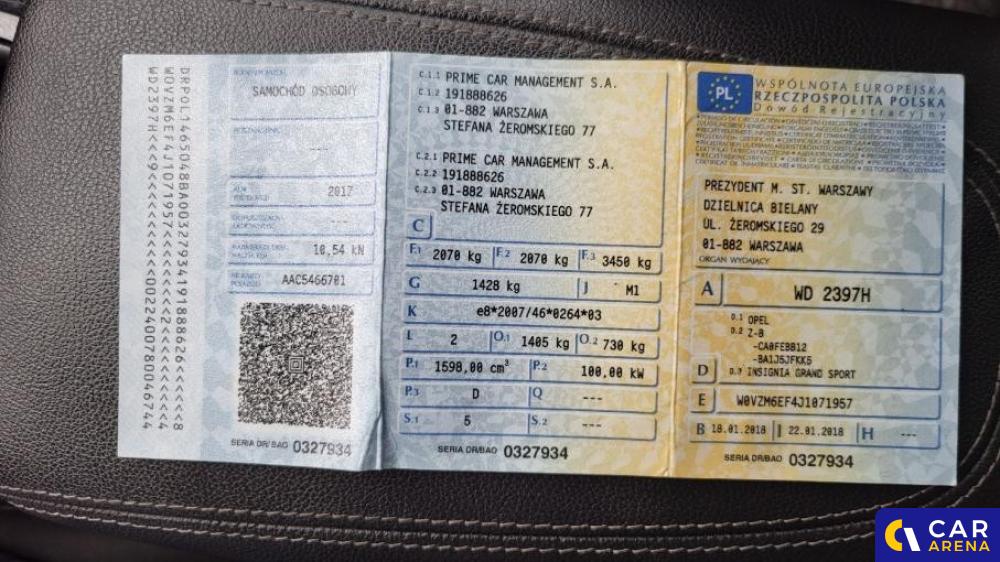 SAMOCHÓD OSOBOWY
---
2017
---
10,54 kN
AAC5466701
SERIA DR/BAO 0327934
C.1.1 PRIME CAR MANAGEMENT S.A.
C.1.2 191888626
C.1.3 01-882 WARSZAWA
STEFANA ŻEROMSKIEGO 77
C.2.1 PRIME CAR MANAGEMENT S.A.
C.2.2 191888626
C.2.3 01-882 WARSZAWA
STEFANA ŻEROMSKIEGO 77
C
F.1 2070 kg F.2 2070 kg F.3 3450 kg
G 1428 kg J M1
K e8*2007/46*0264*03
L 2 O.1 1405 kg O.2 730 kg
P.1 1598,00 cm³ P.2 100,00 kW
P.3 D Q ---
S.1 5 S.2 ---
SERIA DR/BAO 0327934
PL
WSPÓLNOTA EUROPEJSKA
RZECZPOSPOLITA POLSKA
Dowód Rejestracyjny
PREZYDENT M. ST. WARSZAWY
DZIELNICA BIELANY
UL. ŻEROMSKIEGO 29
01-882 WARSZAWA
ORGAN WYDAJĄCY
A WD 2397H
D.1 OPEL
D.2 Z-B
-CA0FEBB12
-BA1J5JFKK5
D D.3 INSIGNIA GRAND SPORT
E W0VZM6EF4J1071957
B 18.01.2018 I 22.01.2018 H ---
SERIA DR/BAO 0327934
CAR
ARENA